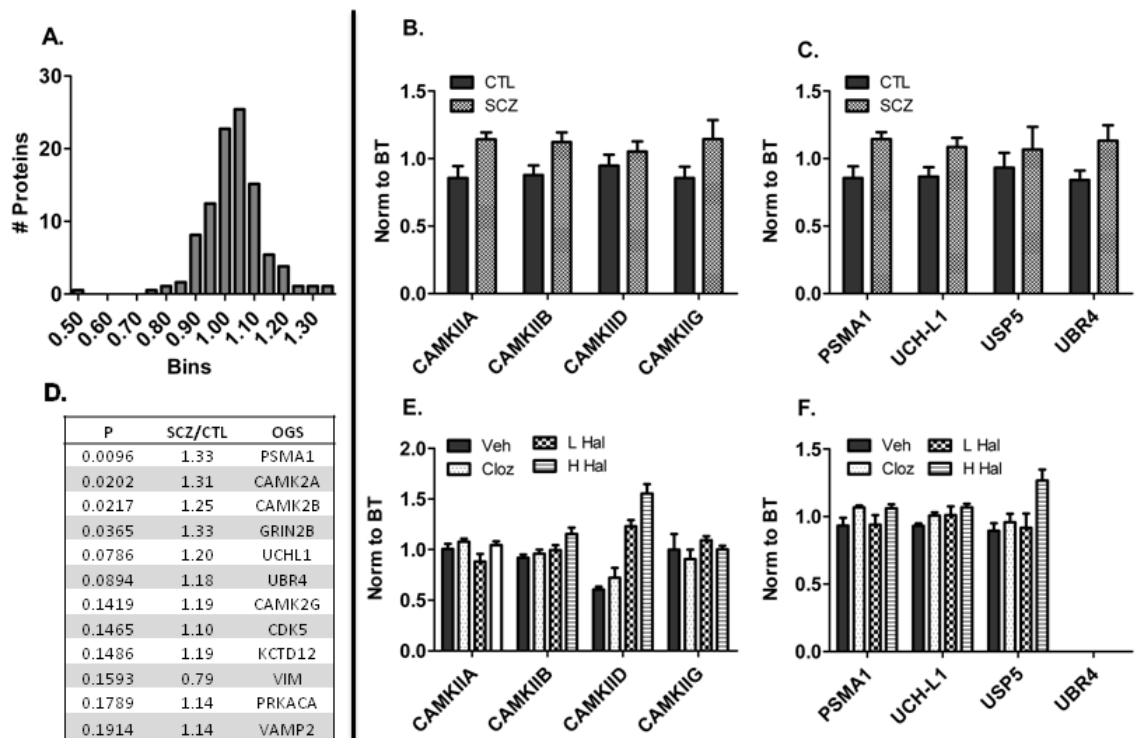 A.
30
20
10
0
# Proteins
0.50
0.60
0.70
0.80
0.90
1.00
1.10
1.20
1.30
Bins
B.
CTL
SCZ
1.5
1.0
0.5
0.0
Norm to BT
CAMKIIA
CAMKIIB
CAMKIID
CAMKIIG
C.
CTL
SCZ
1.5
1.0
0.5
0.0
Norm to BT
PSMA1
UCH-L1
USP5
UBR4
D.
P SCZ/CTL OGS
0.0096 1.33 PSMA1
0.0202 1.31 CAMK2A
0.0217 1.25 CAMK2B
0.0365 1.33 GRIN2B
0.0786 1.20 UCHL1
0.0894 1.18 UBR4
0.1419 1.19 CAMK2G
0.1465 1.10 CDK5
0.1486 1.19 KCTD12
0.1593 0.79 VIM
0.1789 1.14 PRKACA
0.1914 1.14 VAMP2
E.
Veh L Hal
Cloz H Hal
2.0
1.5
1.0
0.5
0.0
Norm to BT
CAMKIIA
CAMKIIB
CAMKIID
CAMKIIG
F.
Veh L Hal
Cloz H Hal
1.5
1.0
0.5
0.0
Norm to BT
PSMA1
UCH-L1
USP5
UBR4